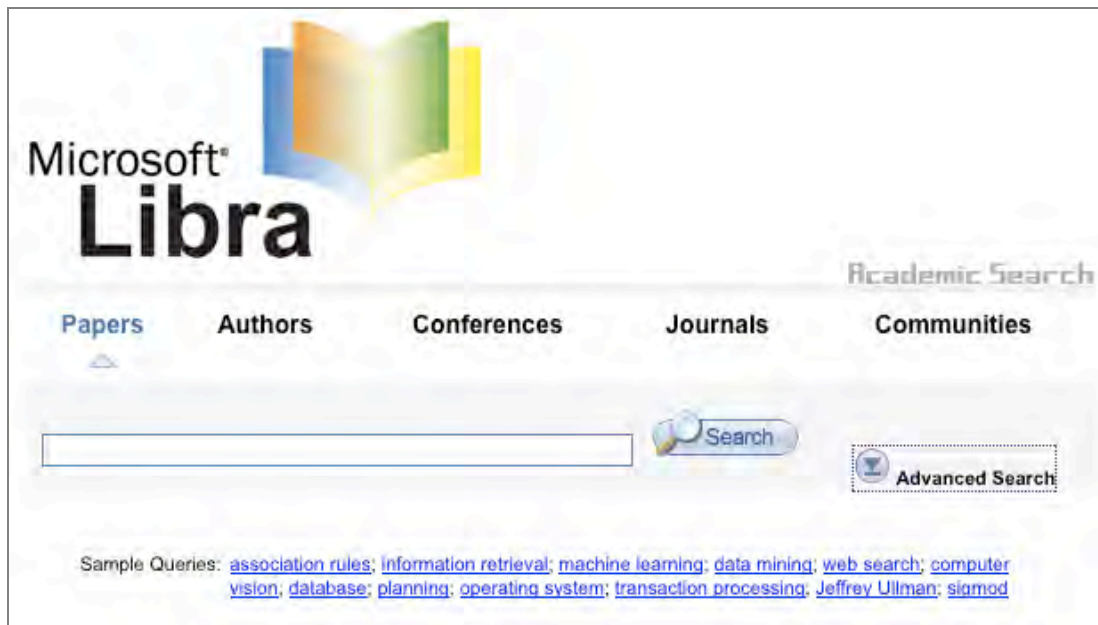 Microsoft®
Libra
Academic Search
Papers Authors Conferences Journals Communities
Search
Advanced Search
Sample Queries: association rules; information retrieval; machine learning; data mining; web search; computer
vision; database; planning; operating system; transaction processing; Jeffrey Ullman; sigmod